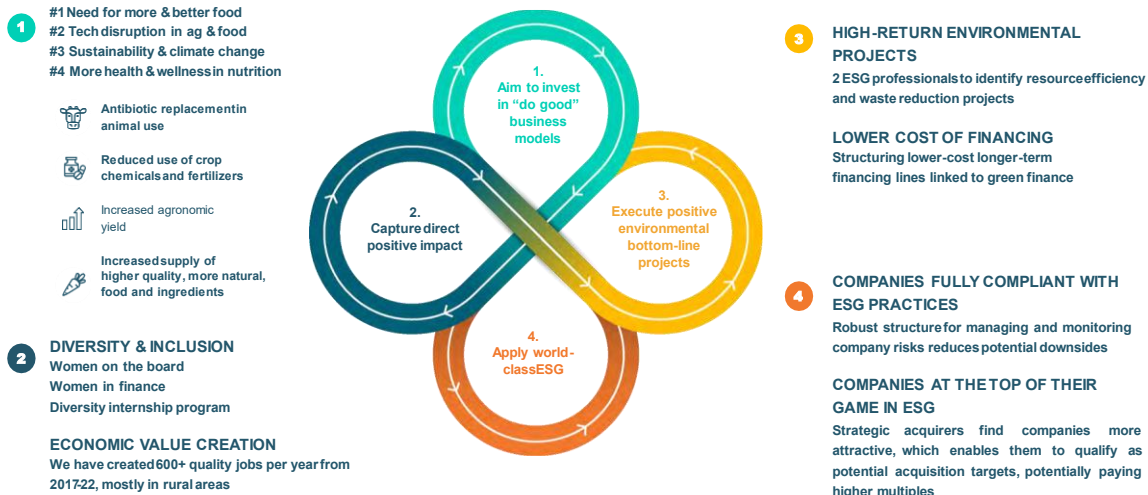 1
#1 Need for more & better food
#2 Tech disruption in ag & food
#3 Sustainability & climate change
#4 More health & wellness in nutrition
Antibiotic replacement in
animal use
Reduced use of crop
chemicals and fertilizers
Increased agronomic
yield
Increased supply of
higher quality, more natural,
food and ingredients
2
DIVERSITY & INCLUSION
Women on the board
Women in finance
Diversity internship program
ECONOMIC VALUE CREATION
We have created 600+ quality jobs per year from
2017-22, mostly in rural areas
1.
Aim to invest
in “do good”
business
models
2.
Capture direct
positive impact
3.
Execute positive
environmental
bottom-line
projects
4.
Apply world-
class ESG
3
HIGH-RETURN ENVIRONMENTAL
PROJECTS
2 ESG professionals to identify resource efficiency
and waste reduction projects
LOWER COST OF FINANCING
Structuring lower-cost longer-term
financing lines linked to green finance
4
COMPANIES FULLY COMPLIANT WITH
ESG PRACTICES
Robust structure for managing and monitoring
company risks reduces potential downsides
COMPANIES AT THE TOP OF THEIR
GAME IN ESG
Strategic acquirers find companies more
attractive, which enables them to qualify as
potential acquisition targets, potentially paying
higher multiples